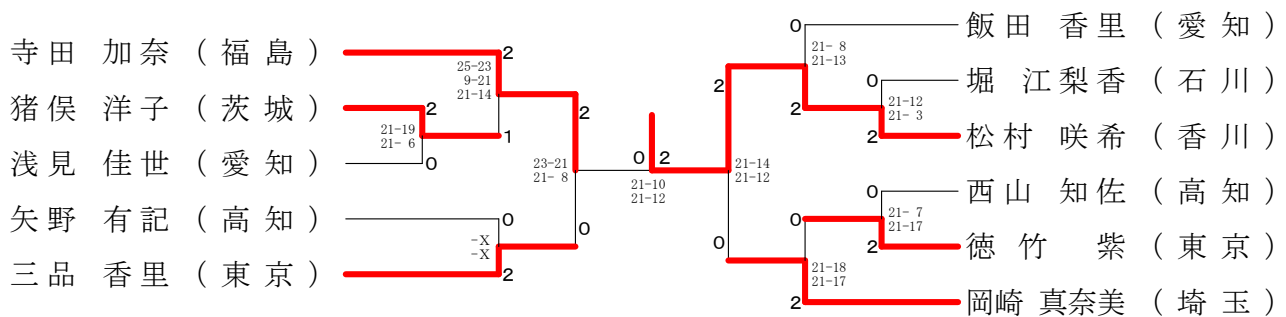 寺田 加奈 ( 福島 )
猪俣 洋子 ( 茨城 )
浅見 佳世 ( 愛知 )
矢野 有記 ( 高知 )
三品 香里 ( 東京 )
2
25-23
9-21
21-14
2
21-19
21- 6
0
1
2
23-21
21- 8
0
-X
-X
2
0
0 2
21-10
21-12
2
21-14
21-12
0
0
21- 8
21-13
2
0
21-12
21- 3
2
0
21- 7
21-17
2
0
21-18
21-17
2
飯田 香里 ( 愛知 )
堀 江梨香 ( 石川 )
松村 咲希 ( 香川 )
西山 知佐 ( 高知 )
徳竹 紫 ( 東京 )
岡崎 真奈美 ( 埼玉 )